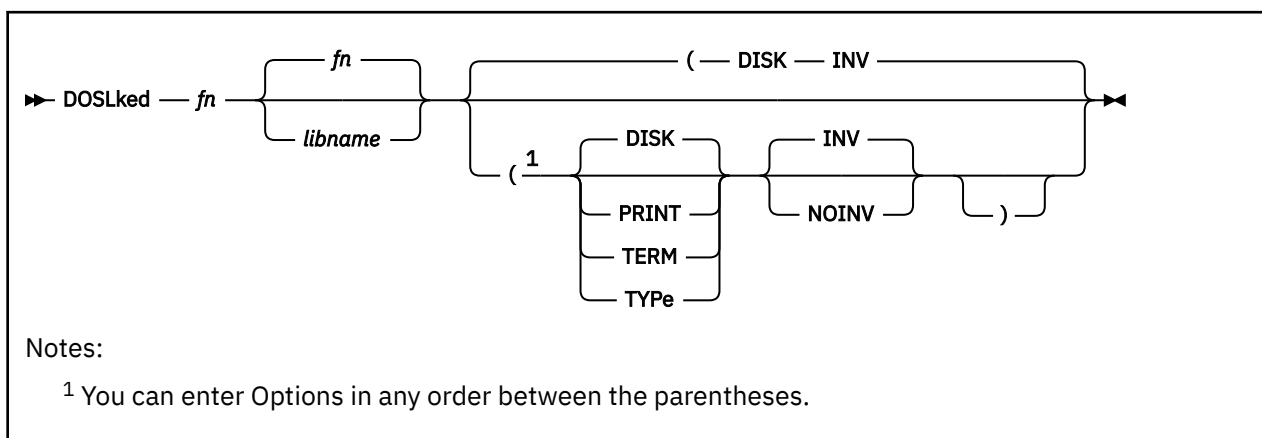 fn ( DISK INV
DOSLked fn
libname
( 1 DISK INV
PRINT NOINV )
TERM
TYPe
Notes:
1 You can enter Options in any order between the parentheses.